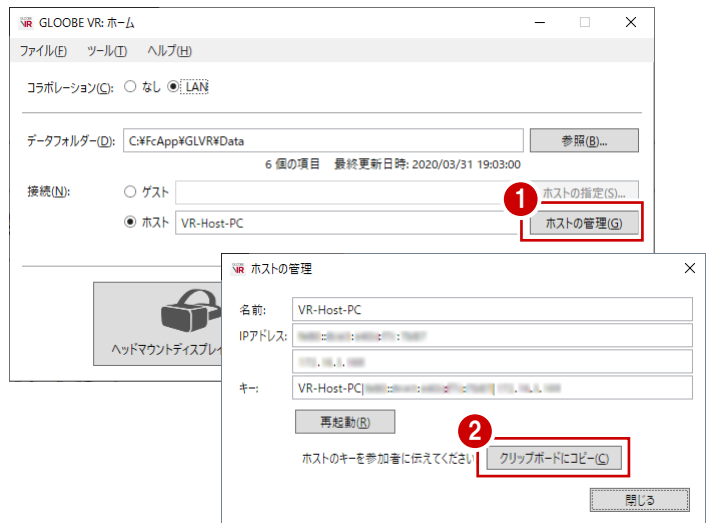 GLOOBE VR GLOOBE VR: ホーム
ファイル(F) ツール(T) ヘルプ(H)
コラボレーション(C): なし LAN
データフォルダー(D): C:¥FcApp¥GLVR¥Data 参照(B)...
6 個の項目 最終更新日時: 2020/03/31 19:03:00
接続(N): ゲスト ホストの指定(S)...
1
ホスト VR-Host-PC ホストの管理(G)
ヘッドマウントディスプレイ
GLOOBE VR ホストの管理
名前: VR-Host-PC
IPアドレス:
キー: VR-Host-PC|
再起動(R)
2
ホストのキーを参加者に伝えてください クリップボードにコピー(C)
閉じる